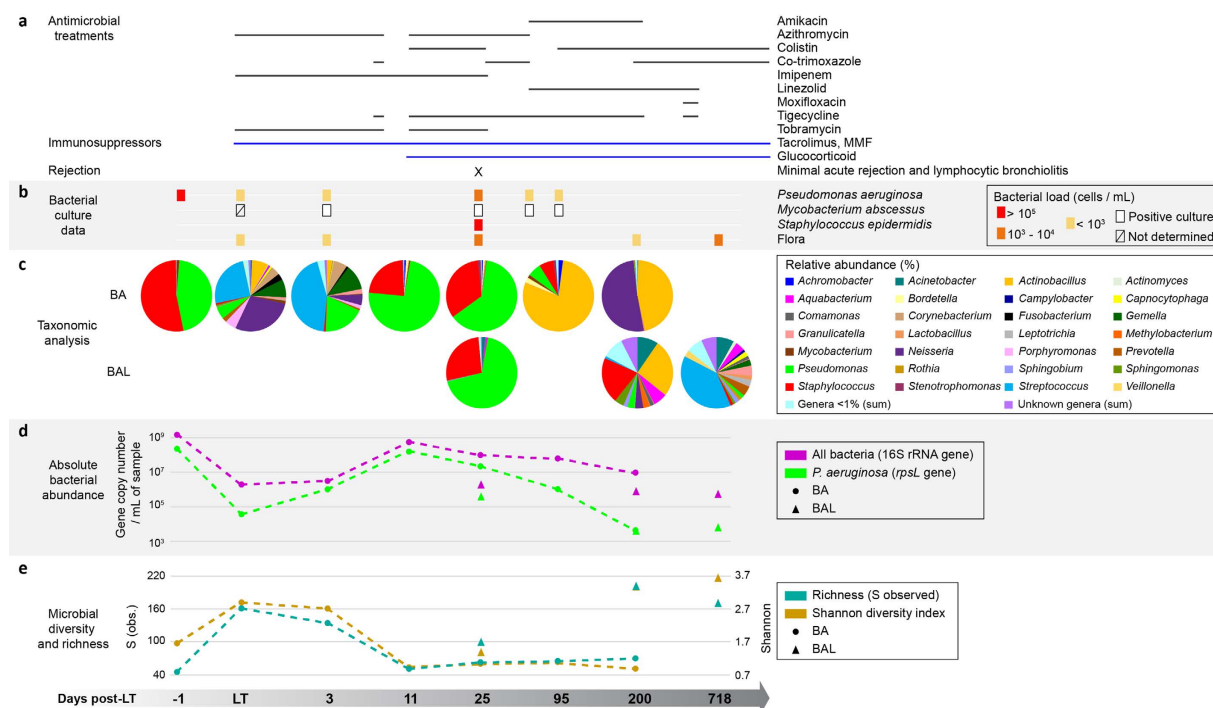 a
Antimicrobial
treatments
Amikacin
Azithromycin
Colistin
Co-trimoxazole
Imipenem
Linezolid
Moxifloxacin
Tigecycline
Tobramycin
Immunosuppressors
Tacrolimus, MMF
Glucocorticoid
Rejection
X
Minimal acute rejection and lymphocytic bronchiolitis
b
Bacterial
culture
data
Pseudomonas aeruginosa
Mycobacterium abscessus
Staphylococcus epidermidis
Flora
Bacterial load (cells / mL)
> 10⁵
10³ - 10⁴
< 10³
Positive culture
Not determined
c
Taxonomic
analysis
BA
BAL
Relative abundance (%)
Achromobacter Acinetobacter Actinobacillus Actinomyces
Aquabacterium Bordetella Campylobacter Capnocytophaga
Comamonas Corynebacterium Fusobacterium Gemella
Granulicatella Lactobacillus Leptotrichia Methylobacterium
Mycobacterium Neisseria Porphyromonas Prevotella
Pseudomonas Rothia Sphingobium Sphingomonas
Staphylococcus Stenotrophomonas Streptococcus Veillonella
Genera <1% (sum) Unknown genera (sum)
d
Absolute
bacterial
abundance
Gene copy number
/ mL of sample
10⁹
10⁷
10⁵
10³
All bacteria (16S rRNA gene)
P. aeruginosa (rpsL gene)
BA
BAL
e
Microbial
diversity
and richness
S (obs.)
220
160
100
40
3.7
2.7
1.7
0.7
Shannon
Richness (S observed)
Shannon diversity index
BA
BAL
Days post-LT -1 LT 3 11 25 95 200 718